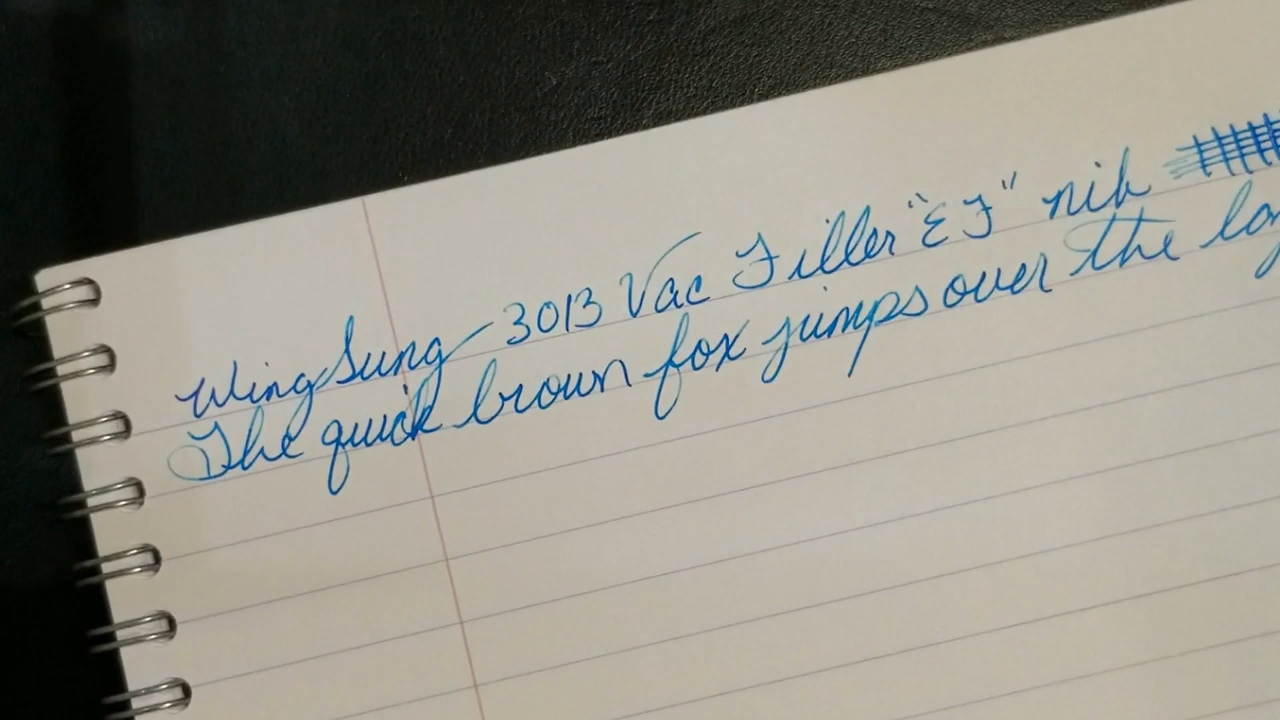 Wing Sung - 3013 Vac Filler "EF" nib
The quick brown fox jumps over the